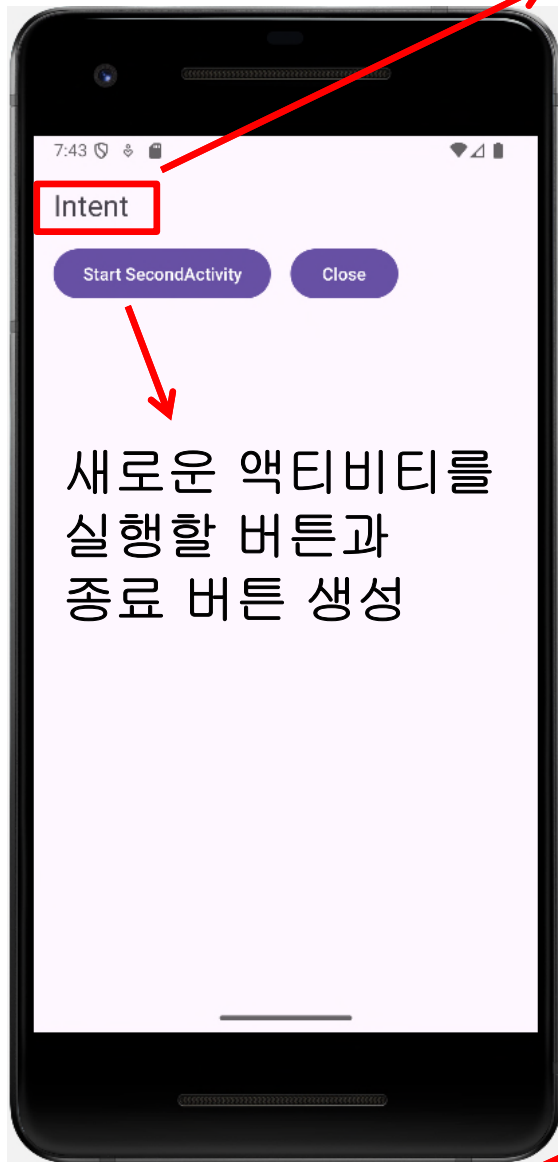 7:43
Intent
Start SecondActivity Close
새로운 액티비티를
실행할 버튼과
종료 버튼 생성